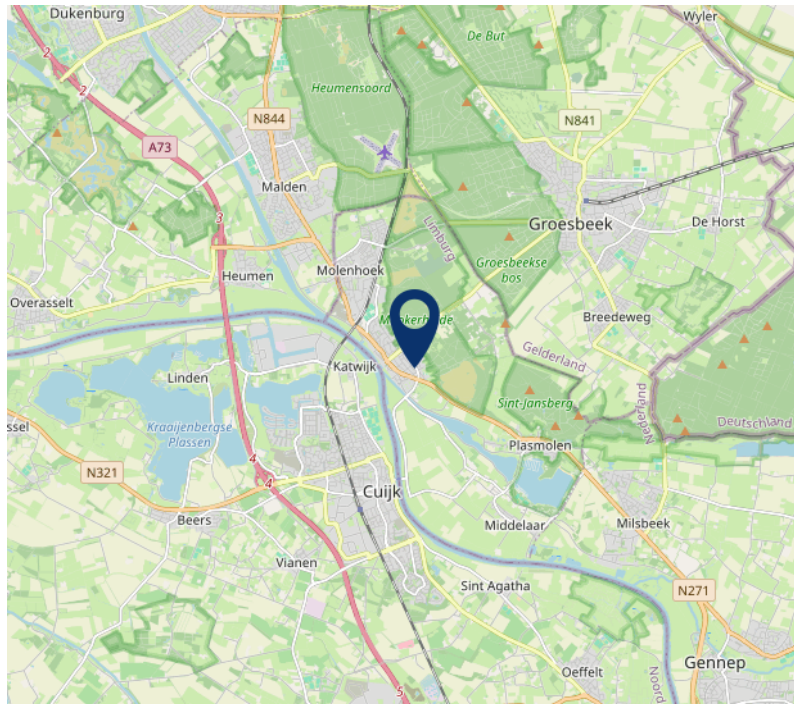 Dukenburg
Wyler
De But
2
Heumensoord
2
N844
N841
A73
Malden
3
Limburg
Groesbeek
De Horst
Molenhoek
Groesbeekse
bos
Heumen
Overasselt
Breedeweg
Gelderland
Katwijk
Linden
Nederland
Sint-Jansberg
Deutschland
Kraaijenbergse
Plassen
ssel
Plasmolen
4
N321
4
Cuijk
Beers
Middelaar
Milsbeek
Vianen
Sint Agatha
N271
Oeffelt
Gennep
Noord
5